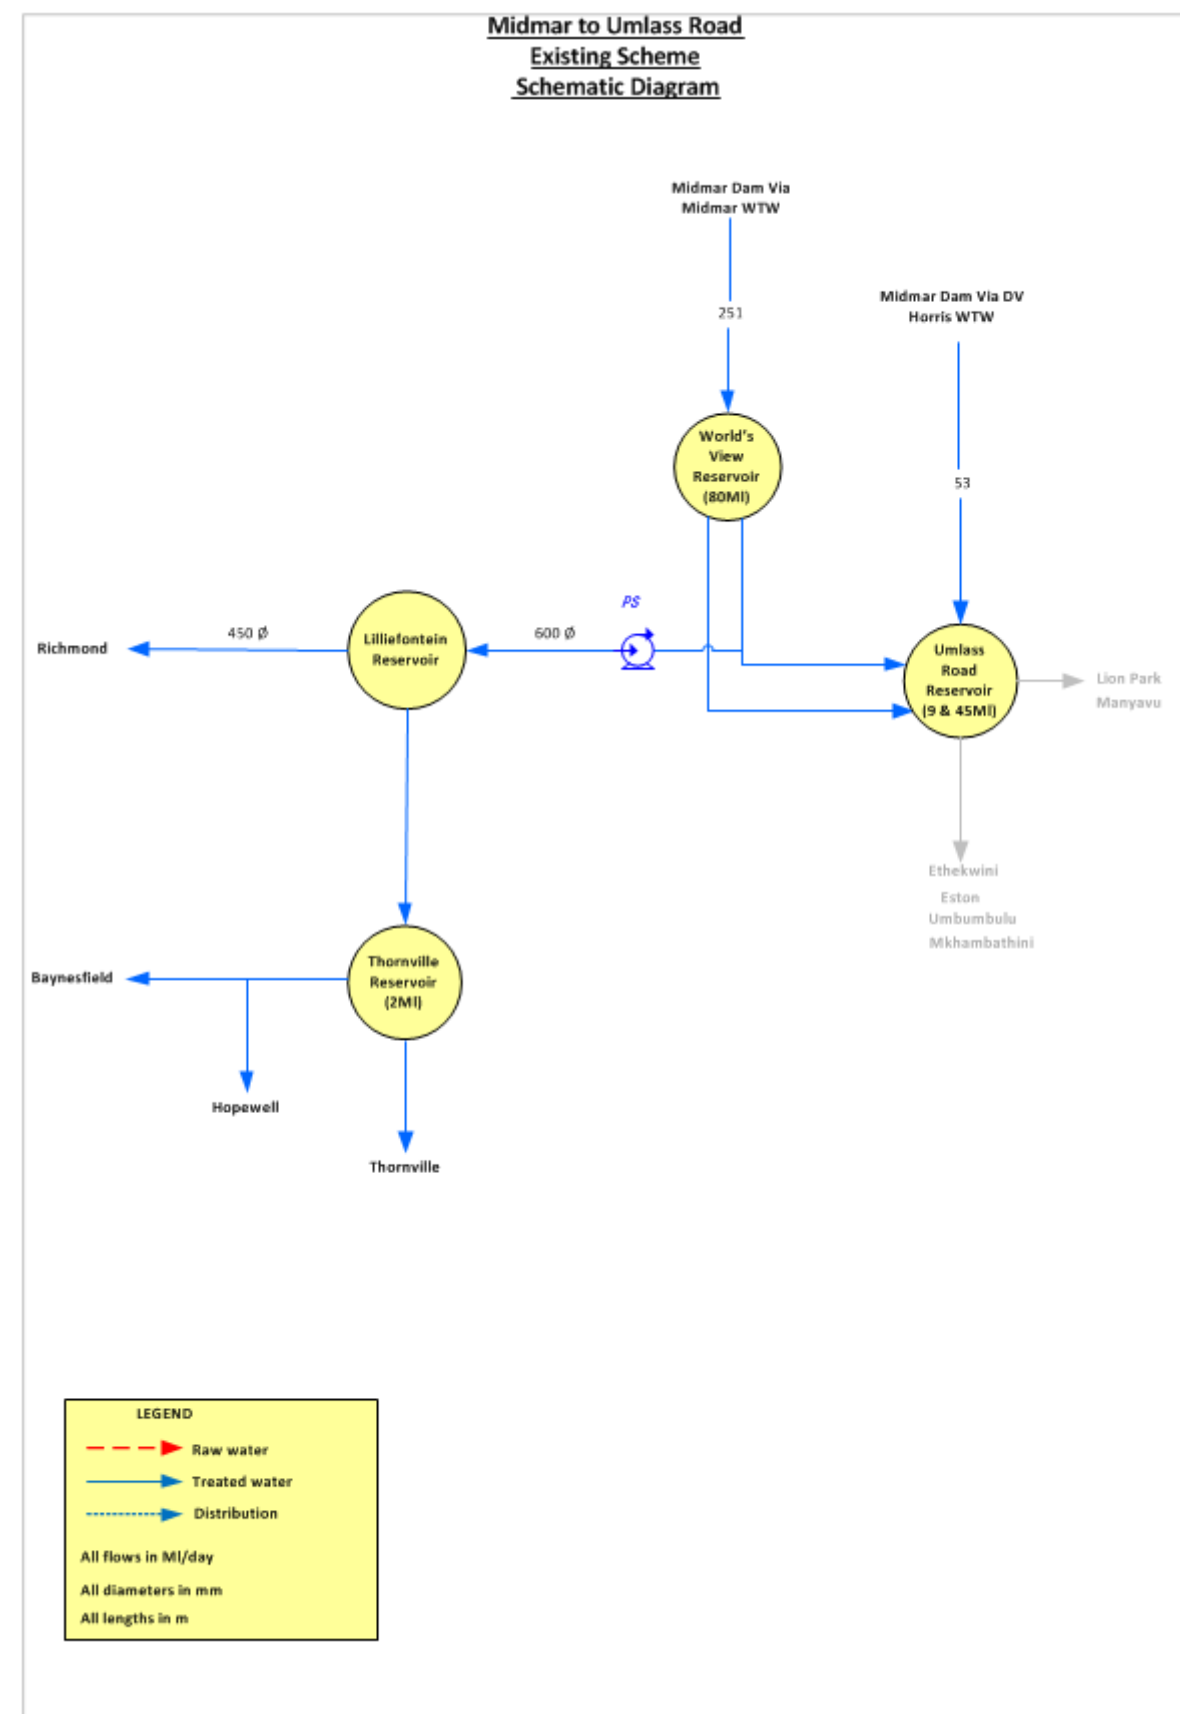 Midmar to Umlass Road
Existing Scheme
Schematic Diagram
Midmar Dam Via
Midmar WTW
251
Midmar Dam Via DV
Horris WTW
53
World's
View
Reservoir
(80Ml)
PS
Richmond
450 Ø
Lilliefontein
Reservoir
600 Ø
Umlass
Road
Reservoir
(9 & 45Ml)
Lion Park
Manyavu
Ethekwini
Eston
Umbumbulu
Mkhambathini
Baynesfield
Thornville
Reservoir
(2Ml)
Hopewell
Thornville
LEGEND
Raw water
Treated water
Distribution
All flows in Ml/day
All diameters in mm
All lengths in m